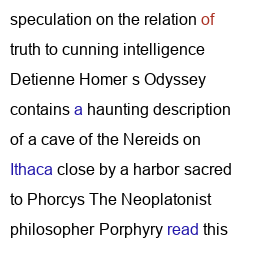 speculation on the relation of
truth to cunning intelligence
Detienne Homer s Odyssey
contains a haunting description
of a cave of the Nereids on
Ithaca close by a harbor sacred
to Phorcys The Neoplatonist
philosopher Porphyry read this